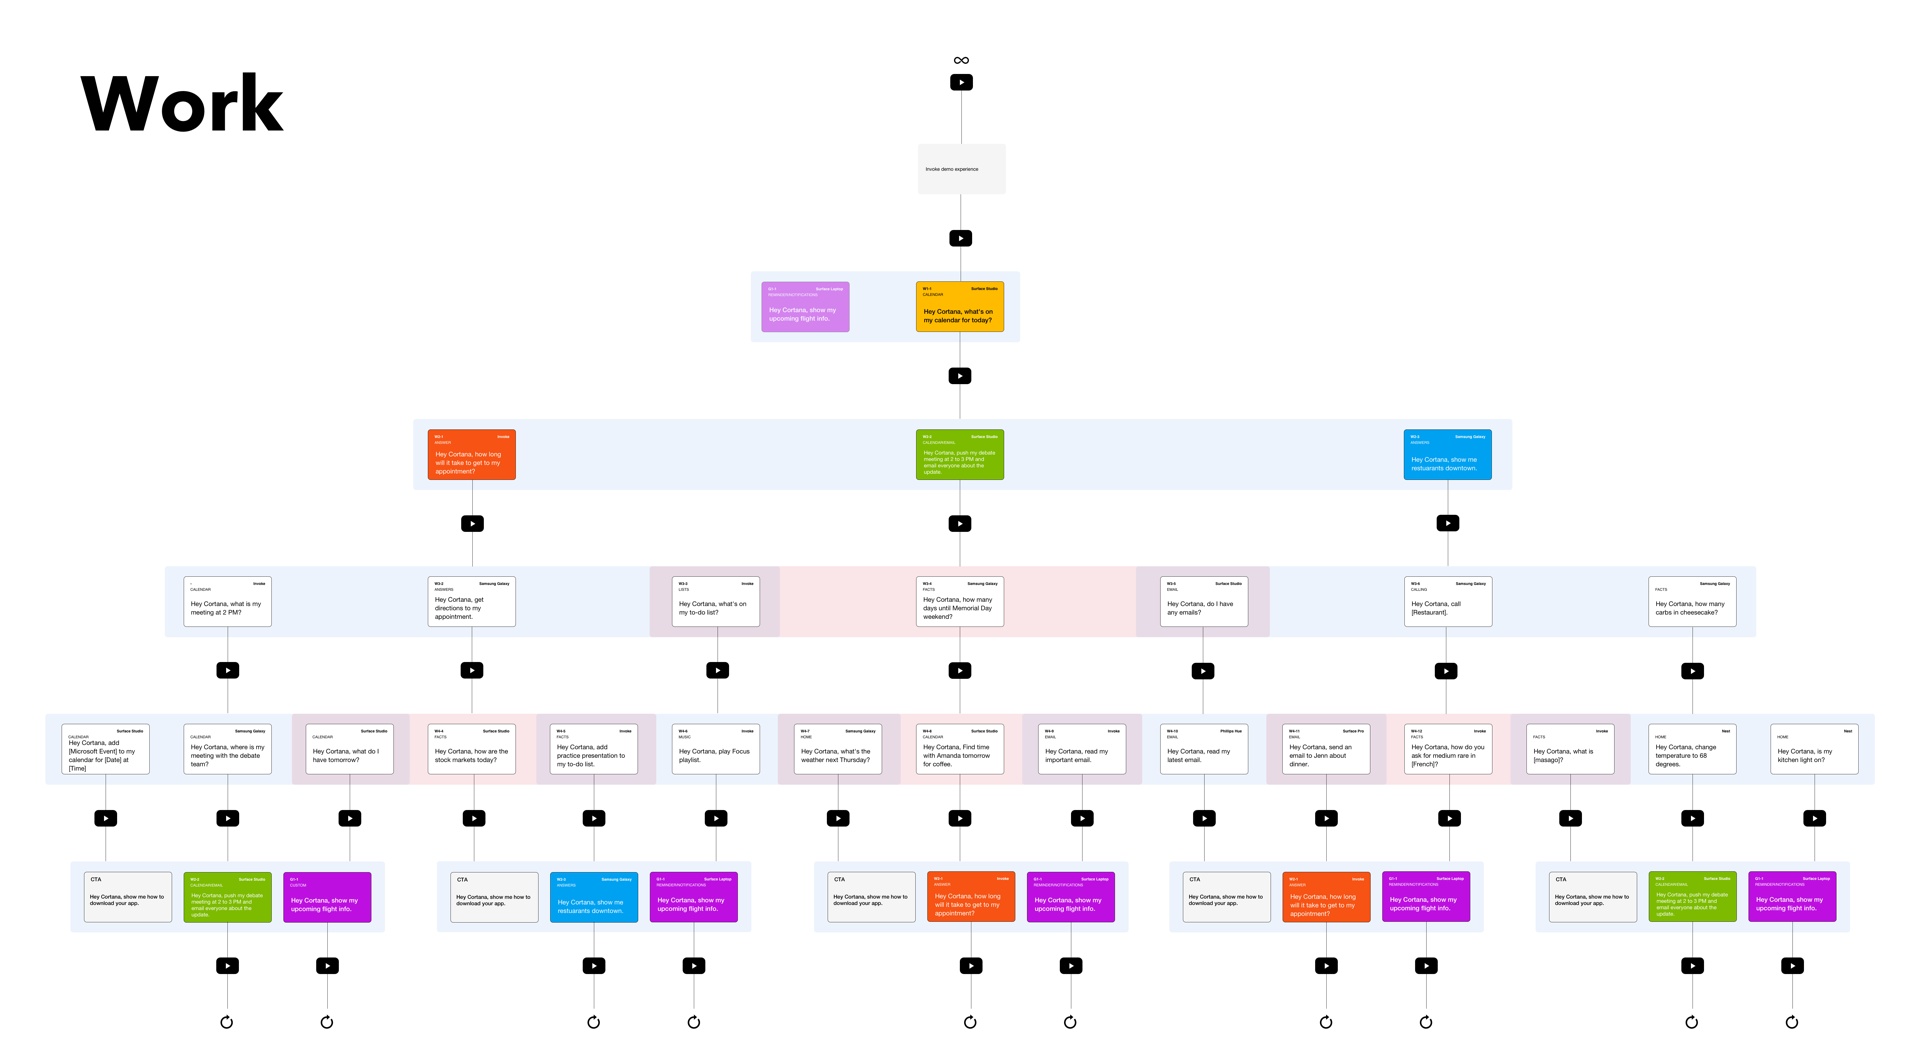 Work
Invoke demo experience
G1-1 Surface Laptop
REMINDER/NOTIFICATIONS
Hey Cortana, show my
upcoming flight info.
W1-1 Surface Studio
CALENDAR
Hey Cortana, what's on
my calendar for today?
W2-1 Invoke
ANSWER
Hey Cortana, how long
will it take to get to my
appointment?
Surface Studio
CALENDAR/EMAIL
Hey Cortana, push my debate
meeting at 2 to 3 PM and
email everyone about the
update.
Samsung Galaxy
ANSWERS
Hey Cortana, show me
restuarants downtown.
- Invoke
CALENDAR
Hey Cortana, what is my
meeting at 2 PM?
W3-2 Samsung Galaxy
ANSWERS
Hey Cortana, get
directions to my
appointment.
W3-3 Invoke
LISTS
Hey Cortana, what's on
my to-do list?
W3-4 Samsung Galaxy
FACTS
Hey Cortana, how many
days until Memorial Day
weekend?
W3-5 Surface Studio
EMAIL
Hey Cortana, do I have
any emails?
W3-6 Samsung Galaxy
CALLING
Hey Cortana, call
[Restaurant].
Samsung Galaxy
FACTS
Hey Cortana, how many
carbs in cheesecake?
Surface Studio
CALENDAR
Hey Cortana, add
[Microsoft Event] to my
calendar for [Date] at
[Time]
Samsung Galaxy
CALENDAR
Hey Cortana, where is my
meeting with the debate
team?
Surface Studio
CALENDAR
Hey Cortana, what do I
have tomorrow?
W4-4 Surface Studio
FACTS
Hey Cortana, how are the
stock markets today?
W4-5 Invoke
FACTS
Hey Cortana, add
practice presentation to
my to-do list.
W4-6 Invoke
MUSIC
Hey Cortana, play Focus
playlist.
W4-7 Samsung Galaxy
HOME
Hey Cortana, what's the
weather next Thursday?
W4-8 Surface Studio
CALENDAR
Hey Cortana, Find time
with Amanda tomorrow
for coffee.
W4-9 Invoke
EMAIL
Hey Cortana, read my
important email.
W4-10 Phillips Hue
EMAIL
Hey Cortana, read my
latest email.
W4-11 Surface Pro
EMAIL
Hey Cortana, send an
email to Jenn about
dinner.
W4-12 Invoke
FACTS
Hey Cortana, how do you
ask for medium rare in
[French]?
Invoke
FACTS
Hey Cortana, what is
[masago]?
Nest
HOME
Hey Cortana, change
temperature to 68
degrees.
Nest
HOME
Hey Cortana, is my
kitchen light on?
CTA
Hey Cortana, show me how to
download your app.
Surface Studio
CALENDAR/EMAIL
Hey Cortana, push my debate
meeting at 2 to 3 PM and
email everyone about the
update.
G1-1 Surface Laptop
CUSTOM
Hey Cortana, show my
upcoming flight info.
CTA
Hey Cortana, show me how to
download your app.
Samsung Galaxy
ANSWERS
Hey Cortana, show me
restuarants downtown.
G1-1 Surface Laptop
REMINDER/NOTIFICATIONS
Hey Cortana, show my
upcoming flight info.
CTA
Hey Cortana, show me how to
download your app.
W2-1 Invoke
ANSWER
Hey Cortana, how long
will it take to get to my
appointment?
G1-1 Surface Laptop
REMINDER/NOTIFICATIONS
Hey Cortana, show my
upcoming flight info.
CTA
Hey Cortana, show me how to
download your app.
W2-1 Invoke
ANSWER
Hey Cortana, how long
will it take to get to my
appointment?
G1-1 Surface Laptop
REMINDER/NOTIFICATIONS
Hey Cortana, show my
upcoming flight info.
CTA
Hey Cortana, show me how to
download your app.
Surface Studio
CALENDAR/EMAIL
Hey Cortana, push my debate
meeting at 2 to 3 PM and
email everyone about the
update.
G1-1 Surface Laptop
REMINDER/NOTIFICATIONS
Hey Cortana, show my
upcoming flight info.